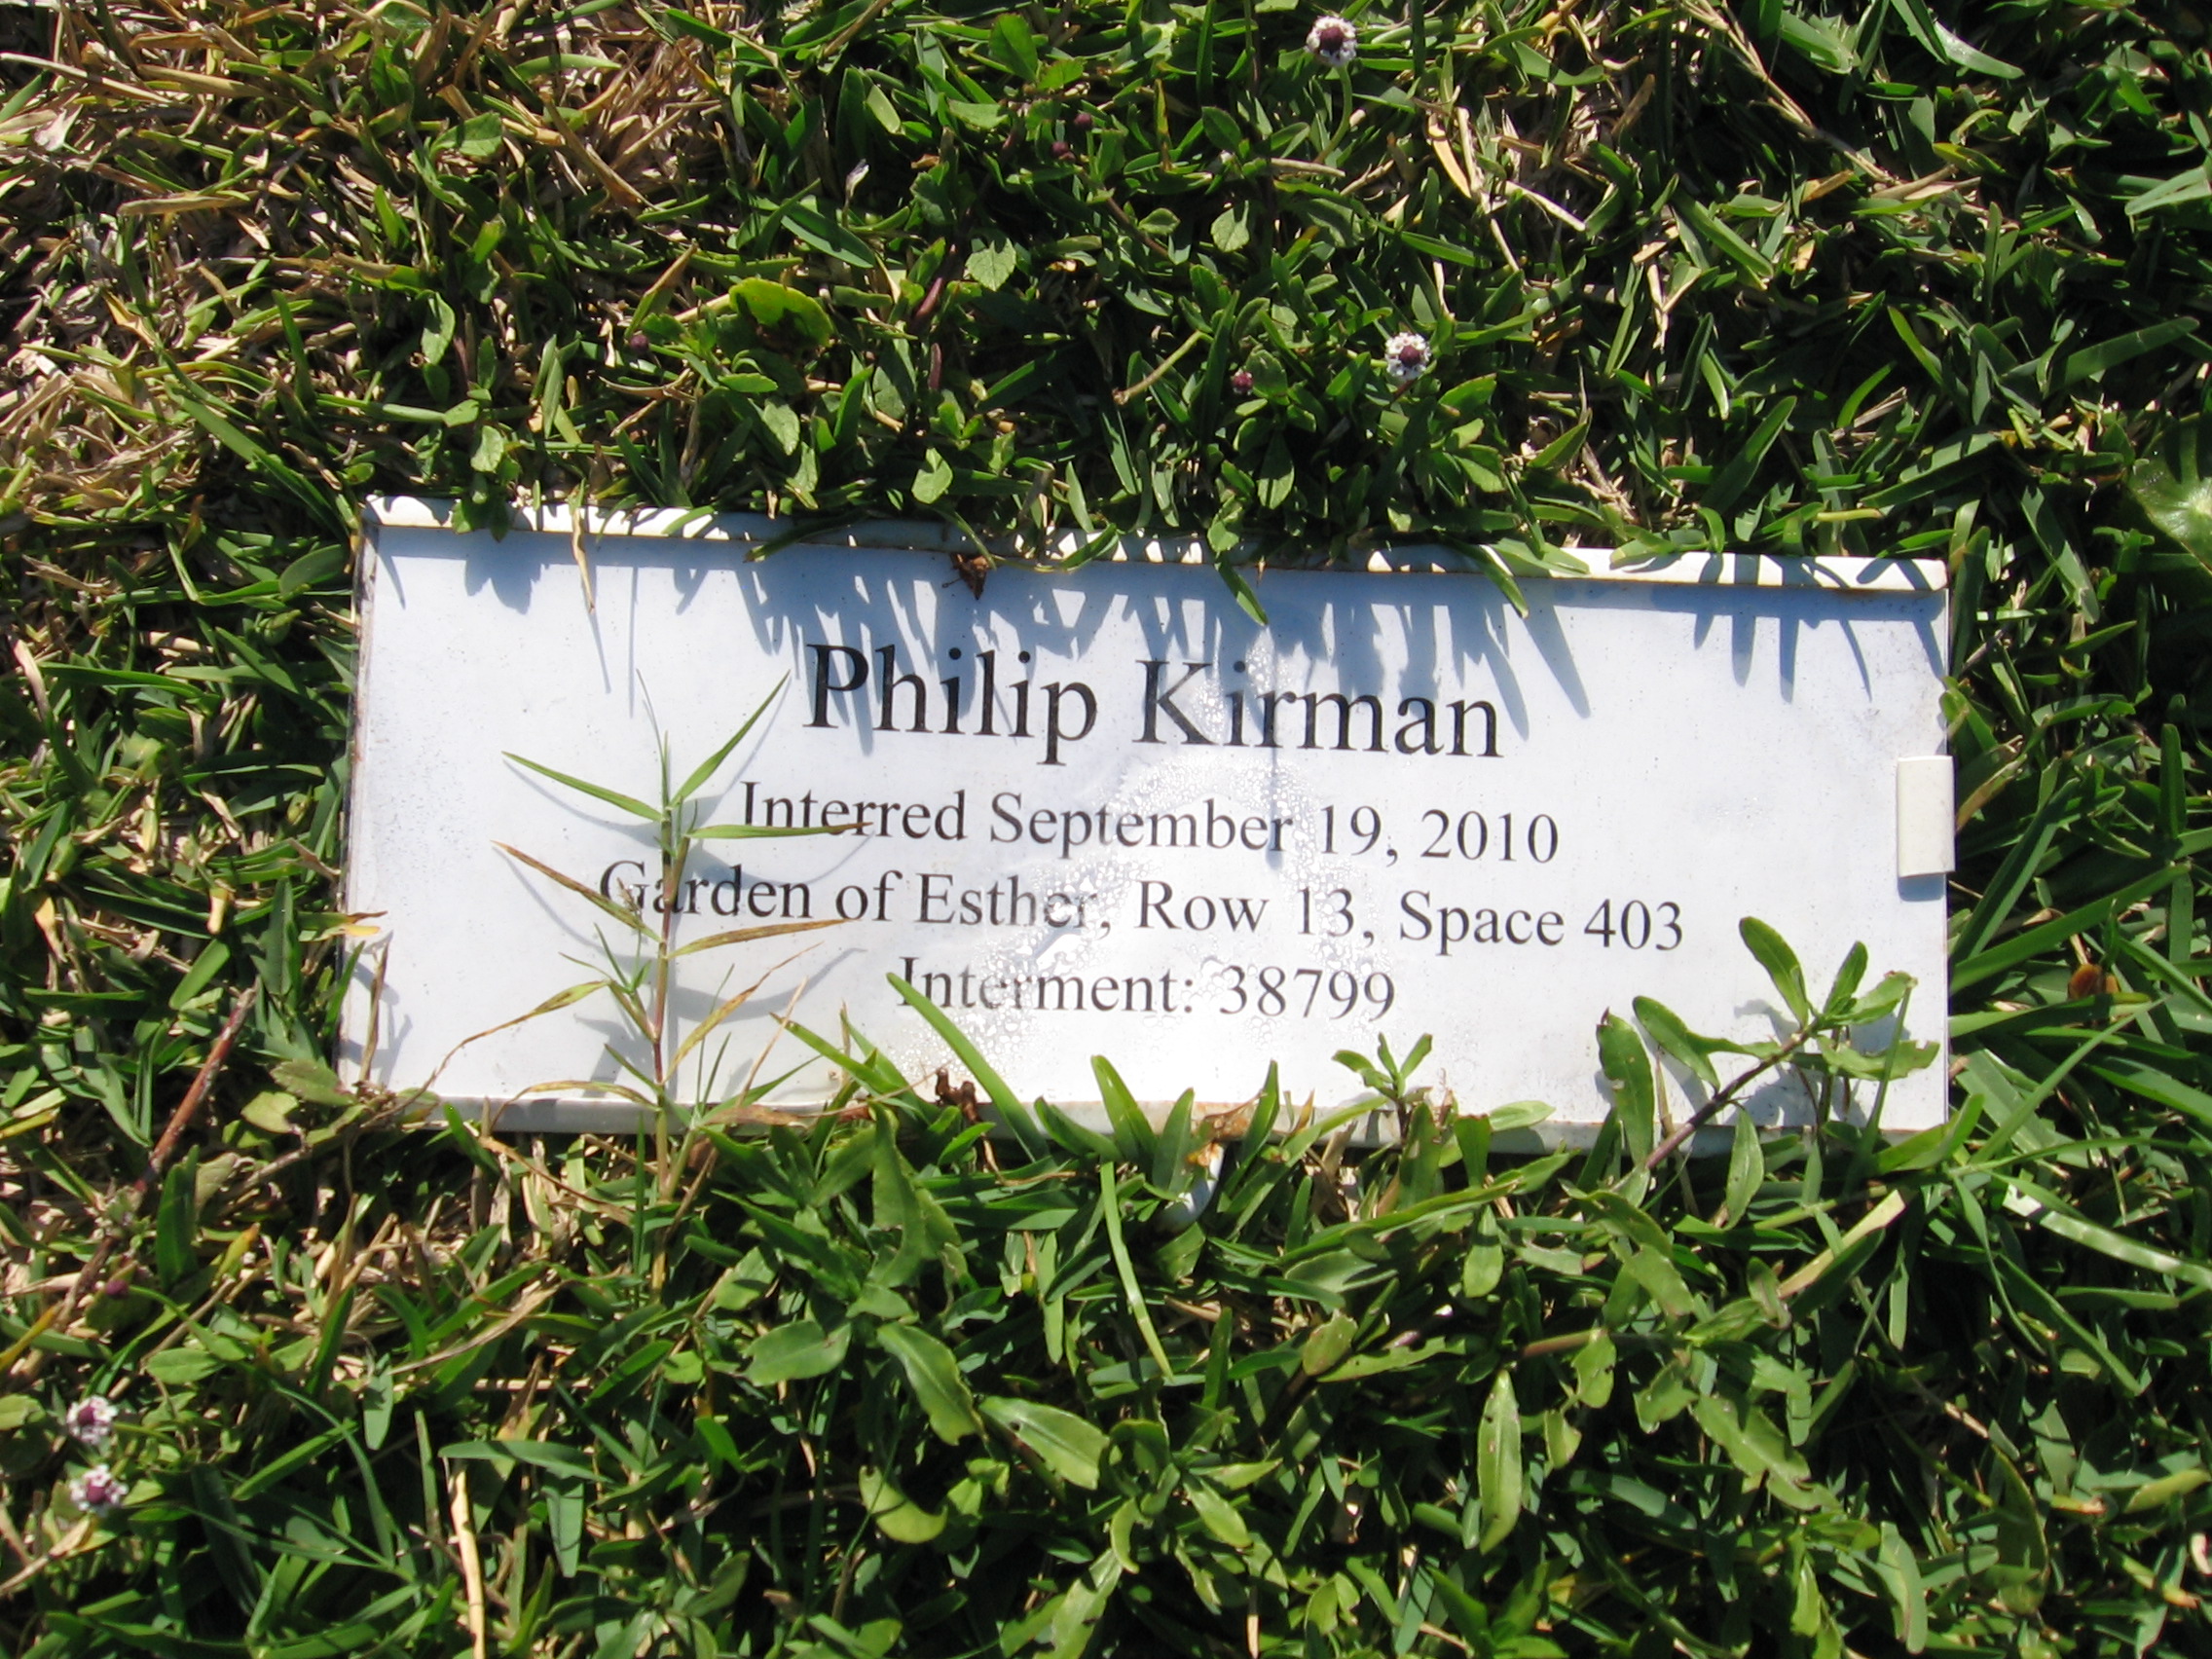 Philip Kirman
Interred September 19, 2010
Garden of Esther, Row 13, Space 403
Interment: 38799